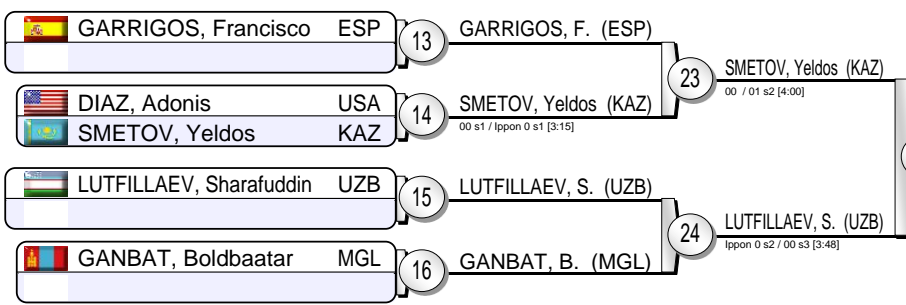 GARRIGOS, Francisco ESP
13
GARRIGOS, F. (ESP)
23
SMETOV, Yeldos (KAZ)
00 / 01 s2 [4:00]
DIAZ, Adonis USA
SMETOV, Yeldos KAZ
14
SMETOV, Yeldos (KAZ)
00 s1 / Ippon 0 s1 [3:15]
LUTFILLAEV, Sharafuddin UZB
15
LUTFILLAEV, S. (UZB)
24
LUTFILLAEV, S. (UZB)
Ippon 0 s2 / 00 s3 [3:48]
GANBAT, Boldbaatar MGL
16
GANBAT, B. (MGL)